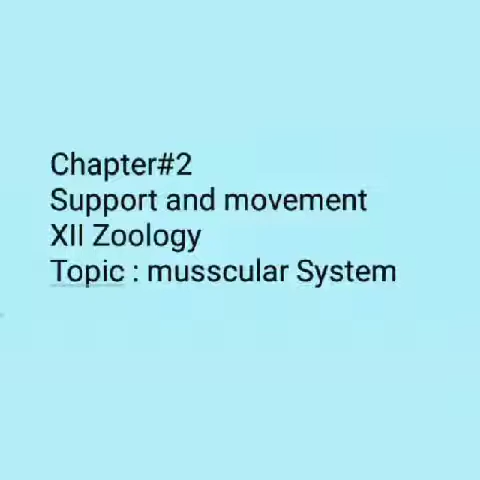 Chapter#2
Support and movement
XII Zoology
Topic : musscular System